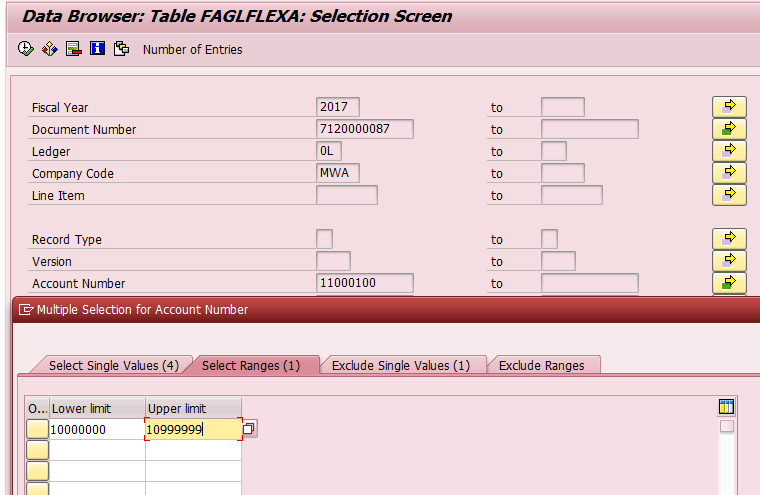 Data Browser: Table FAGLFLEXA: Selection Screen
Number of Entries
Fiscal Year 2017 to
Document Number 7120000087 to
Ledger 0L to
Company Code MWA to
Line Item to
Record Type to
Version to
Account Number 11000100 to
Multiple Selection for Account Number
Select Single Values (4) Select Ranges (1) Exclude Single Values (1) Exclude Ranges
O... Lower limit Upper limit
10000000 10999999